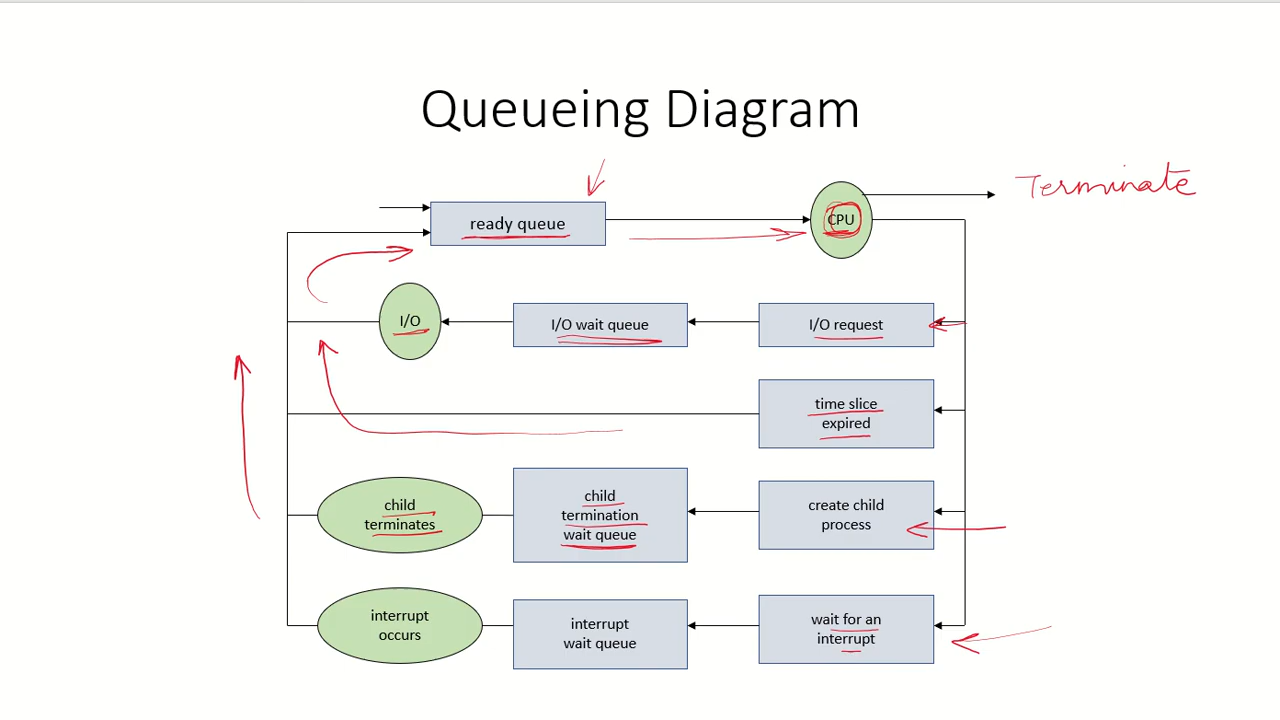 Queueing Diagram
Terminate
ready queue
CPU
I/O
I/O wait queue
I/O request
time slice
expired
child
terminates
child
termination
wait queue
create child
process
interrupt
occurs
interrupt
wait queue
wait for an
interrupt